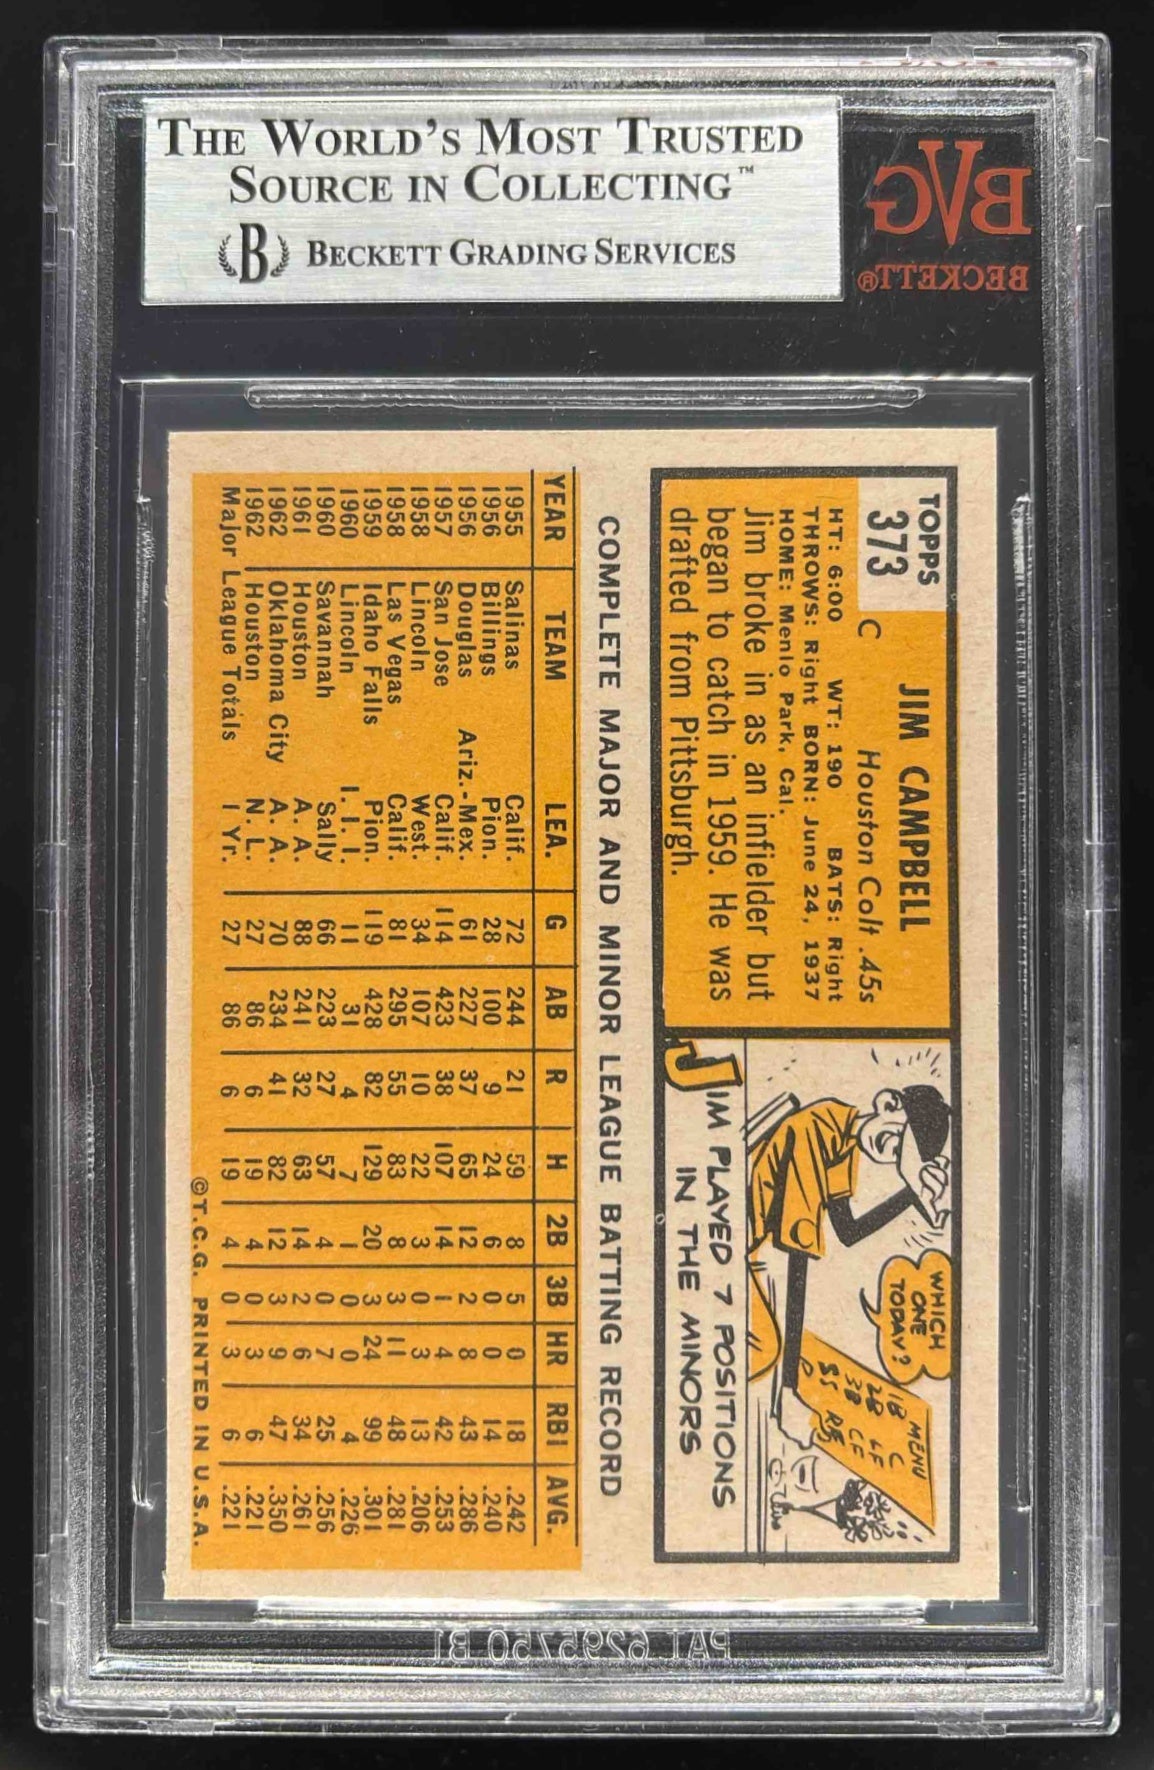 THE WORLD'S MOST TRUSTED
SOURCE IN COLLECTING™
B BECKETT GRADING SERVICES
BVG
BECKETT®
TOPPS
373
JIM CAMPBELL
C Houston Colt .45s
HT: 6:00 WT: 190 BATS: Right
THROWS: Right BORN: June 24, 1937
HOME: Menlo Park, Cal.
Jim broke in as an infielder but
began to catch in 1959. He was
drafted from Pittsburgh.
WHICH
ONE
TODAY?
MENU
1B C
2B LF
3B CF
SS RF
P
JIM PLAYED 7 POSITIONS
IN THE MINORS
COMPLETE MAJOR AND MINOR LEAGUE BATTING RECORD
YEAR TEAM LEA. G AB R H 2B 3B HR RBI AVG.
1955 Salinas Calif. 72 244 21 59 8 5 0 18 .242
1956 Billings Pion. 28 100 9 24 6 0 0 14 .240
1956 Douglas Ariz.-Mex. 61 227 37 65 12 2 8 43 .286
1957 San Jose Calif. 114 423 38 107 14 1 4 42 .253
1958 Lincoln West. 34 107 10 22 3 0 3 13 .206
1958 Las Vegas Calif. 81 295 55 83 8 3 11 48 .281
1959 Idaho Falls Pion. 119 428 82 129 20 3 24 99 .301
1960 Lincoln I. I. I. 11 31 4 7 1 0 0 4 .226
1960 Savannah Sally 66 223 27 57 4 0 7 25 .256
1961 Houston A. A. 88 241 32 63 14 2 6 34 .261
1962 Oklahoma City A. A. 70 234 41 82 12 3 9 47 .350
1962 Houston N. L. 27 86 6 19 4 0 3 6 .221
Major League Totals 1 Yr. 27 86 6 19 4 0 3 6 .221
©T.C.G. PRINTED IN U.S.A.